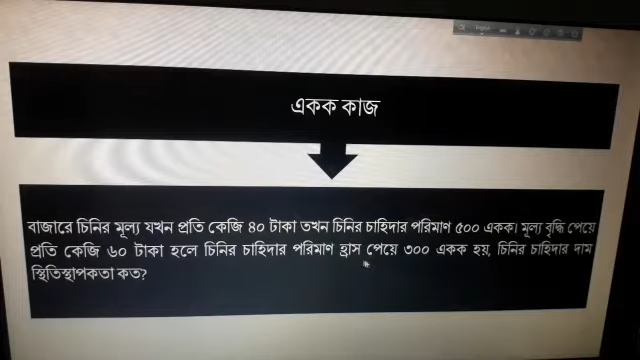 একক কাজ
বাজারে চিনির মূল্য যখন প্রতি কেজি ৪০ টাকা তখন চিনির চাহিদার পরিমাণ ৫০০ একক। মূল্য বৃদ্ধি পেয়ে
প্রতি কেজি ৬০ টাকা হলে চিনির চাহিদার পরিমাণ হ্রাস পেয়ে ৩০০ একক হয়, চিনির চাহিদার দাম
স্থিতিস্থাপকতা কত?